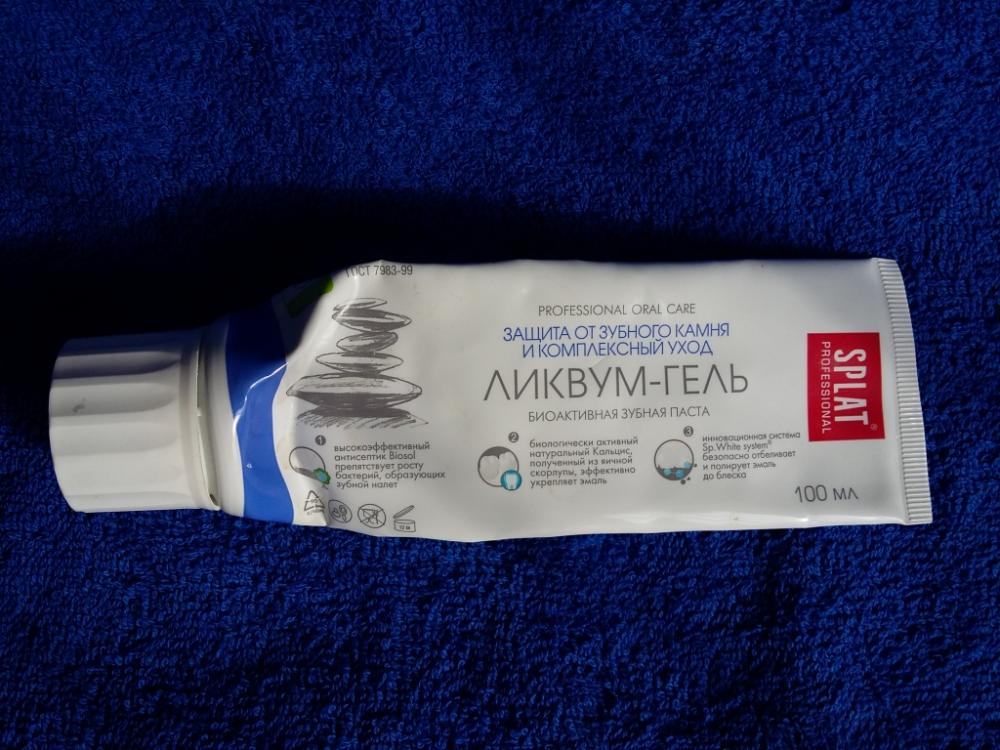 ГОСТ 7983-99
PROFESSIONAL ORAL CARE
ЗАЩИТА ОТ ЗУБНОГО КАМНЯ
И КОМПЛЕКСНЫЙ УХОД
ЛИКВУМ-ГЕЛЬ
БИОАКТИВНАЯ ЗУБНАЯ ПАСТА
1
высокоэффективный
антисептик Biosol
препятствует росту
бактерий, образующих
зубной налет
2
биологически активный
натуральный Кальцис,
полученный из яичной
скорлупы, эффективно
укрепляет эмаль
3
инновационная система
Sp.White system®
безопасно отбеливает
и полирует эмаль
до блеска
SPLAT®
PROFESSIONAL
100 МЛ
12 M